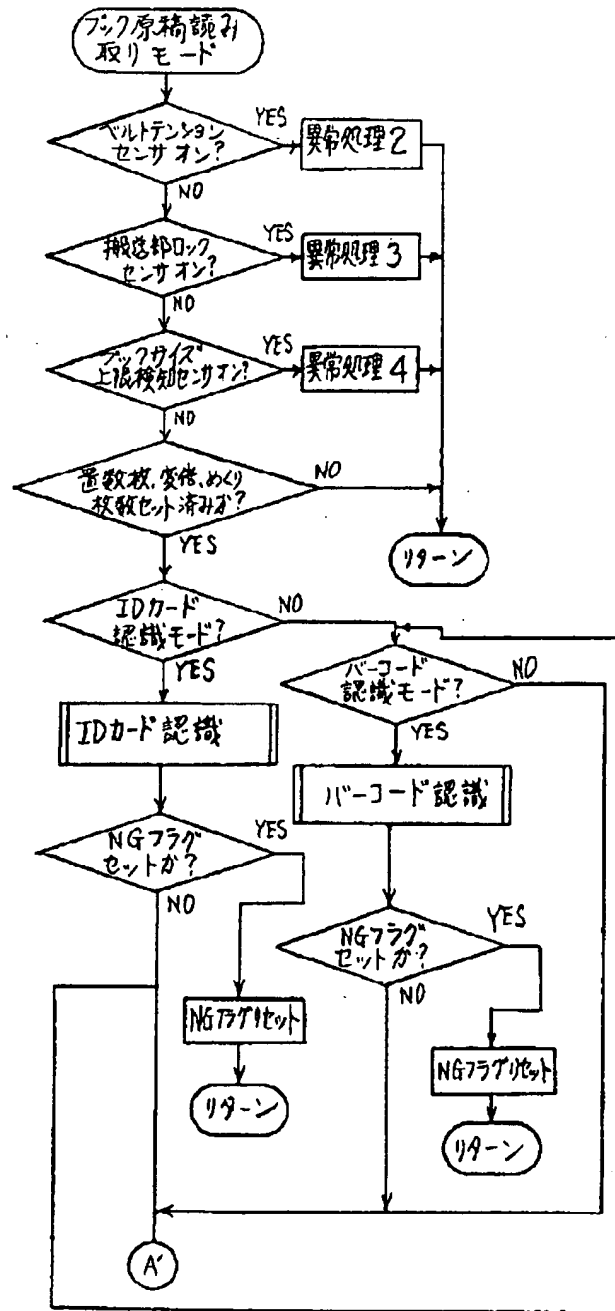 ブック原稿読み
取りモード
ベルトテンション
センサオン?
YES
異常処理2
NO
搬送部ロック
センサオン?
YES
異常処理3
NO
ブックサイズ
上限検知センサオン?
YES
異常処理4
NO
置数枚、変倍、めくり
枚数セット済みか?
NO
YES
リターン
IDカード
認識モード?
NO
YES
バーコード
認識モード?
NO
YES
IDカード認識
バーコード認識
NGフラグ
セットか?
YES
NO
NGフラグ
セットか?
YES
NO
NGフラグリセット
リターン
NGフラグリセット
リターン
A'